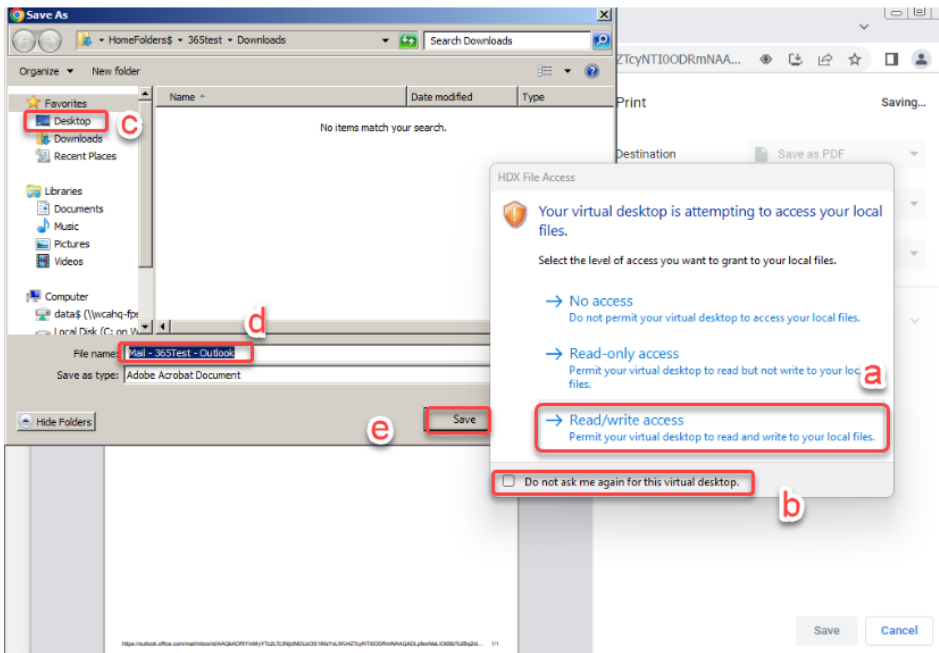 Save As
HomeFolders$ • 365test • Downloads
Search Downloads
Organize
New folder
Favorites
Desktop
c
Downloads
Recent Places
Libraries
Documents
Music
Pictures
Videos
Computer
data$ (\\wcahq-fps
Name
Date modified
Type
No items match your search.
d
File name: Mail - 365Test - Outlook
Save as type: Adobe Acrobat Document
Hide Folders
e
Save
ZTcyNTI0ODRmNAA...
Print
Saving...
Destination
Save as PDF
HDX File Access
Your virtual desktop is attempting to access your local
files.
Select the level of access you want to grant to your local files.
No access
Do not permit your virtual desktop to access your local files.
Read-only access
Permit your virtual desktop to read but not write to your
files.
a
Read/write access
Permit your virtual desktop to read and write to your local files.
Do not ask me again for this virtual desktop.
b
1/1
Save
Cancel